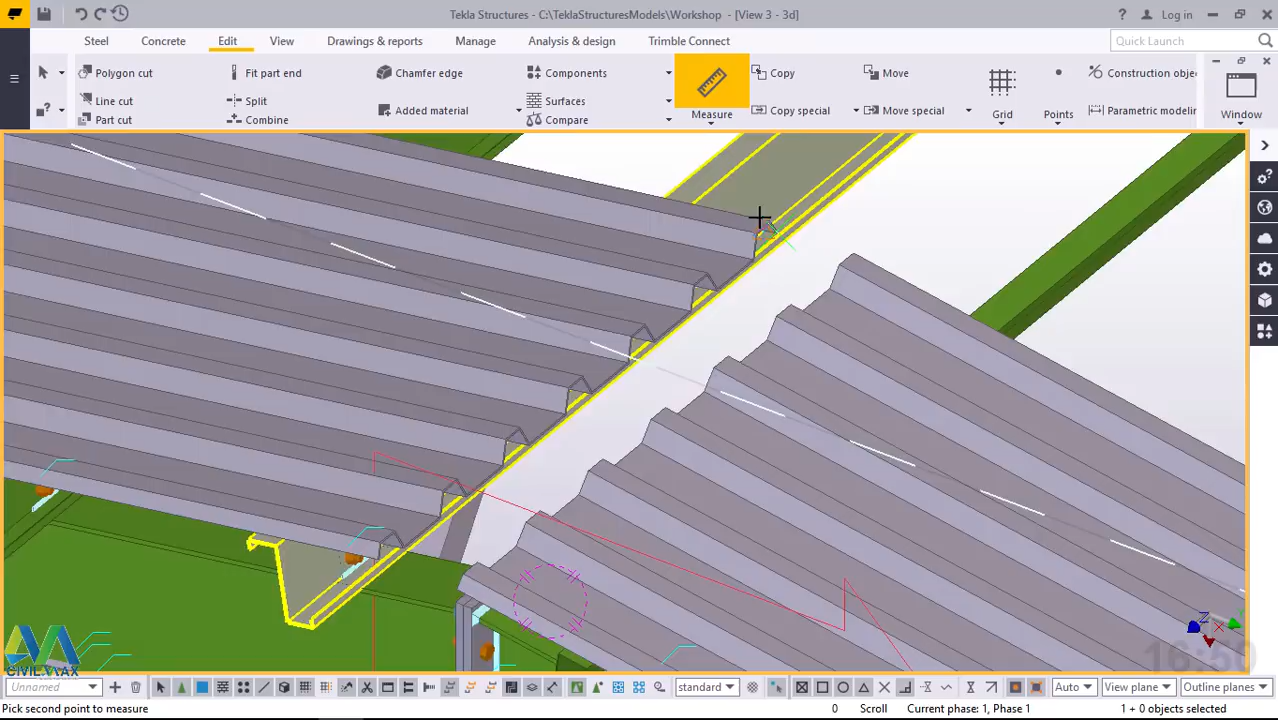 Tekla Structures - C:\TeklaStructuresModels\Workshop - [View 3 - 3d]
Log in
Steel
Concrete
Edit
View
Drawings & reports
Manage
Analysis & design
Trimble Connect
Quick Launch
Polygon cut
Fit part end
Chamfer edge
Components
Copy
Move
Construction obje
Line cut
Split
Added material
Surfaces
Measure
Copy special
Move special
Grid
Points
Parametric modelin
Window
Part cut
Combine
Compare
Z
Y
X
CIVILMAX
16:50
Unnamed
standard
Auto
View plane
Outline planes
Pick second point to measure
0
Scroll
Current phase: 1, Phase 1
1 + 0 objects selected